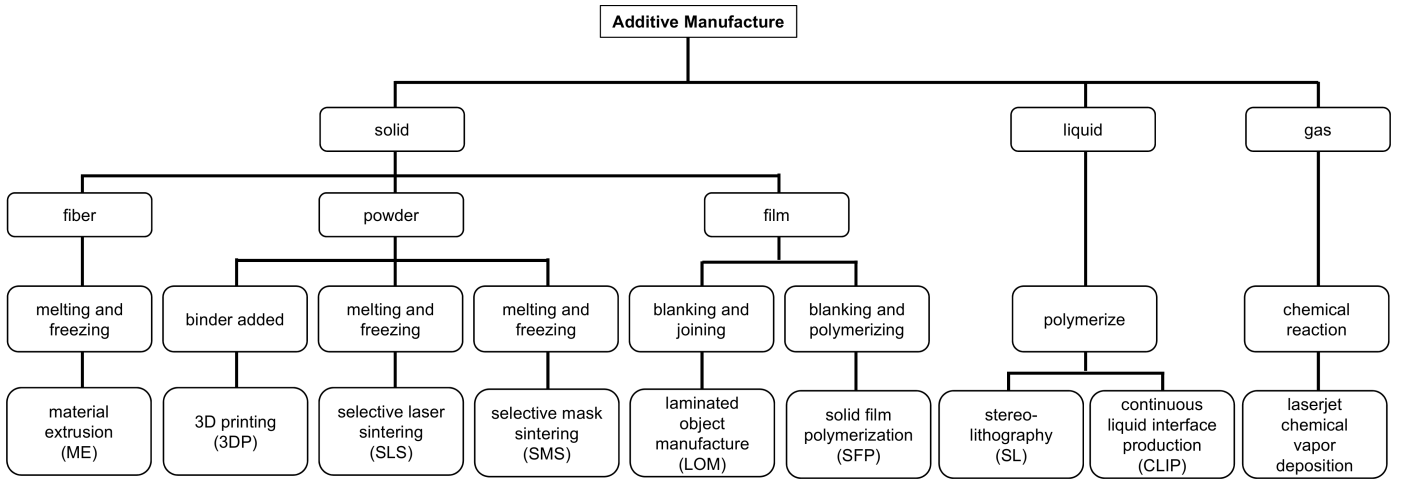 Additive Manufacture
solid
liquid
gas
fiber
powder
film
melting and
freezing
binder added
melting and
freezing
melting and
freezing
blanking and
joining
blanking and
polymerizing
polymerize
chemical
reaction
material
extrusion
(ME)
3D printing
(3DP)
selective laser
sintering
(SLS)
selective mask
sintering
(SMS)
laminated
object
manufacture
(LOM)
solid film
polymerization
(SFP)
stereo-
lithography
(SL)
continuous
liquid interface
production
(CLIP)
laserjet
chemical
vapor
deposition